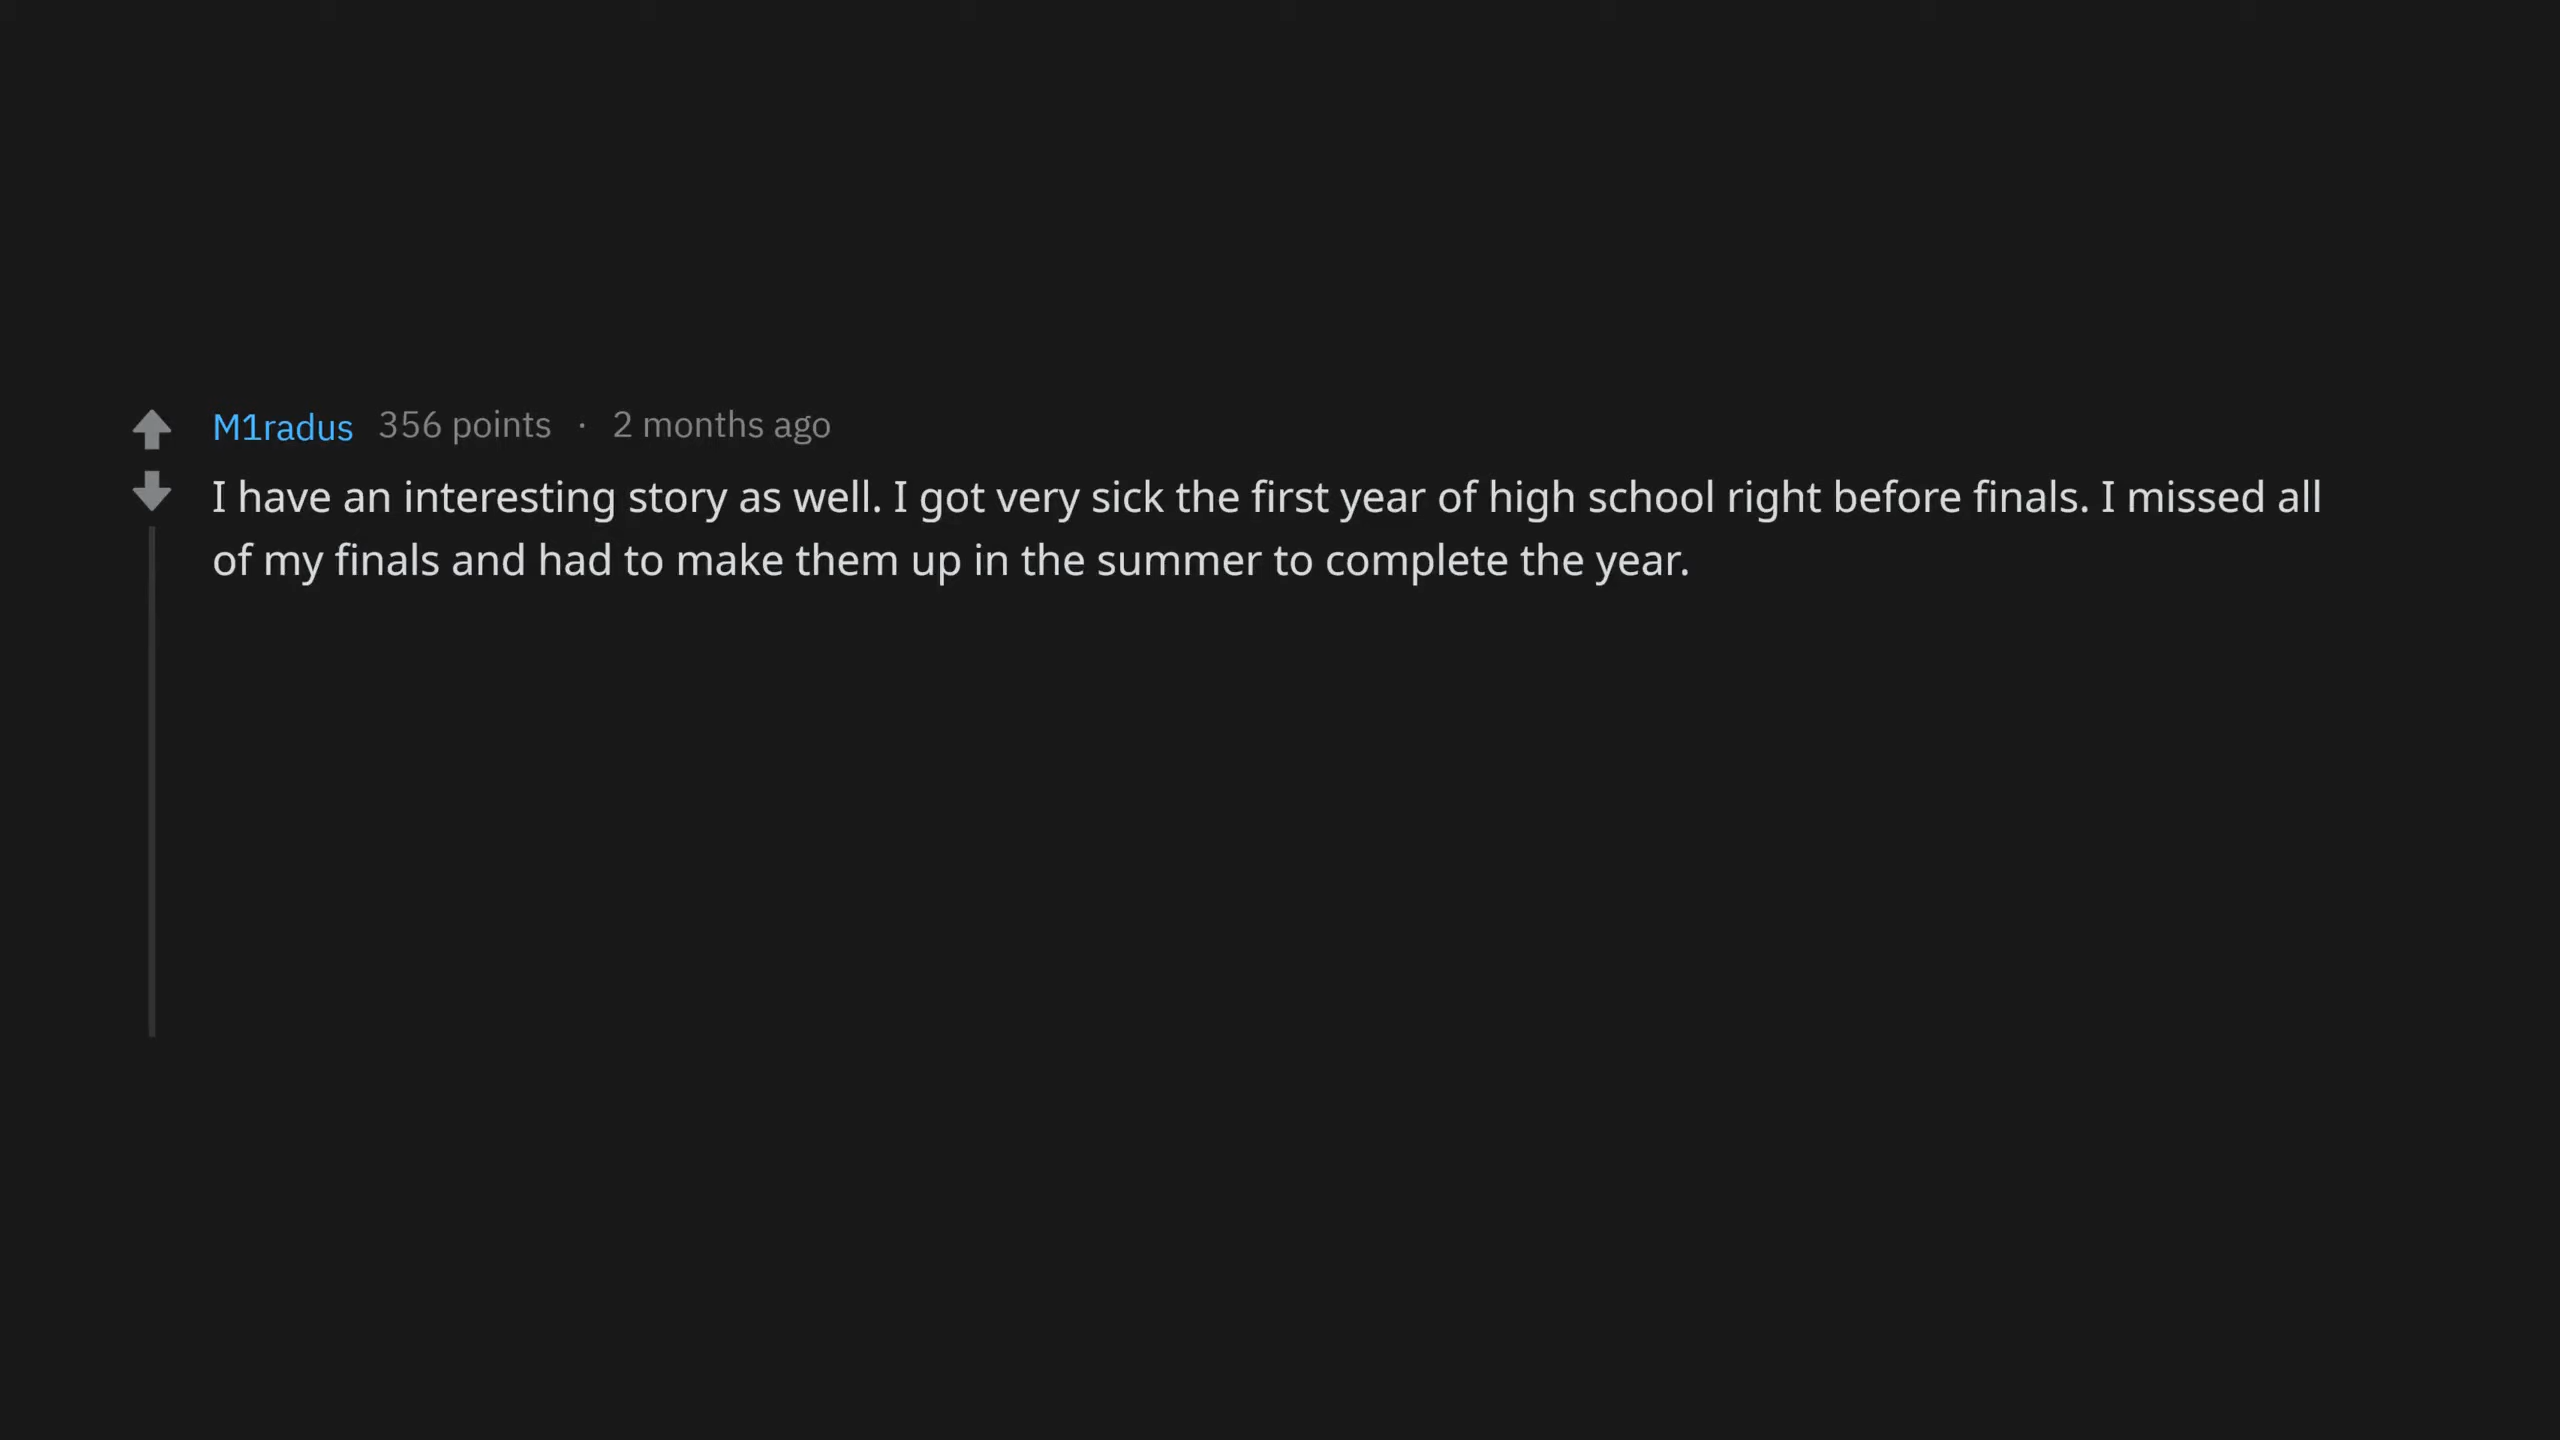 M1radus 356 points · 2 months ago
I have an interesting story as well. I got very sick the first year of high school right before finals. I missed all
of my finals and had to make them up in the summer to complete the year.